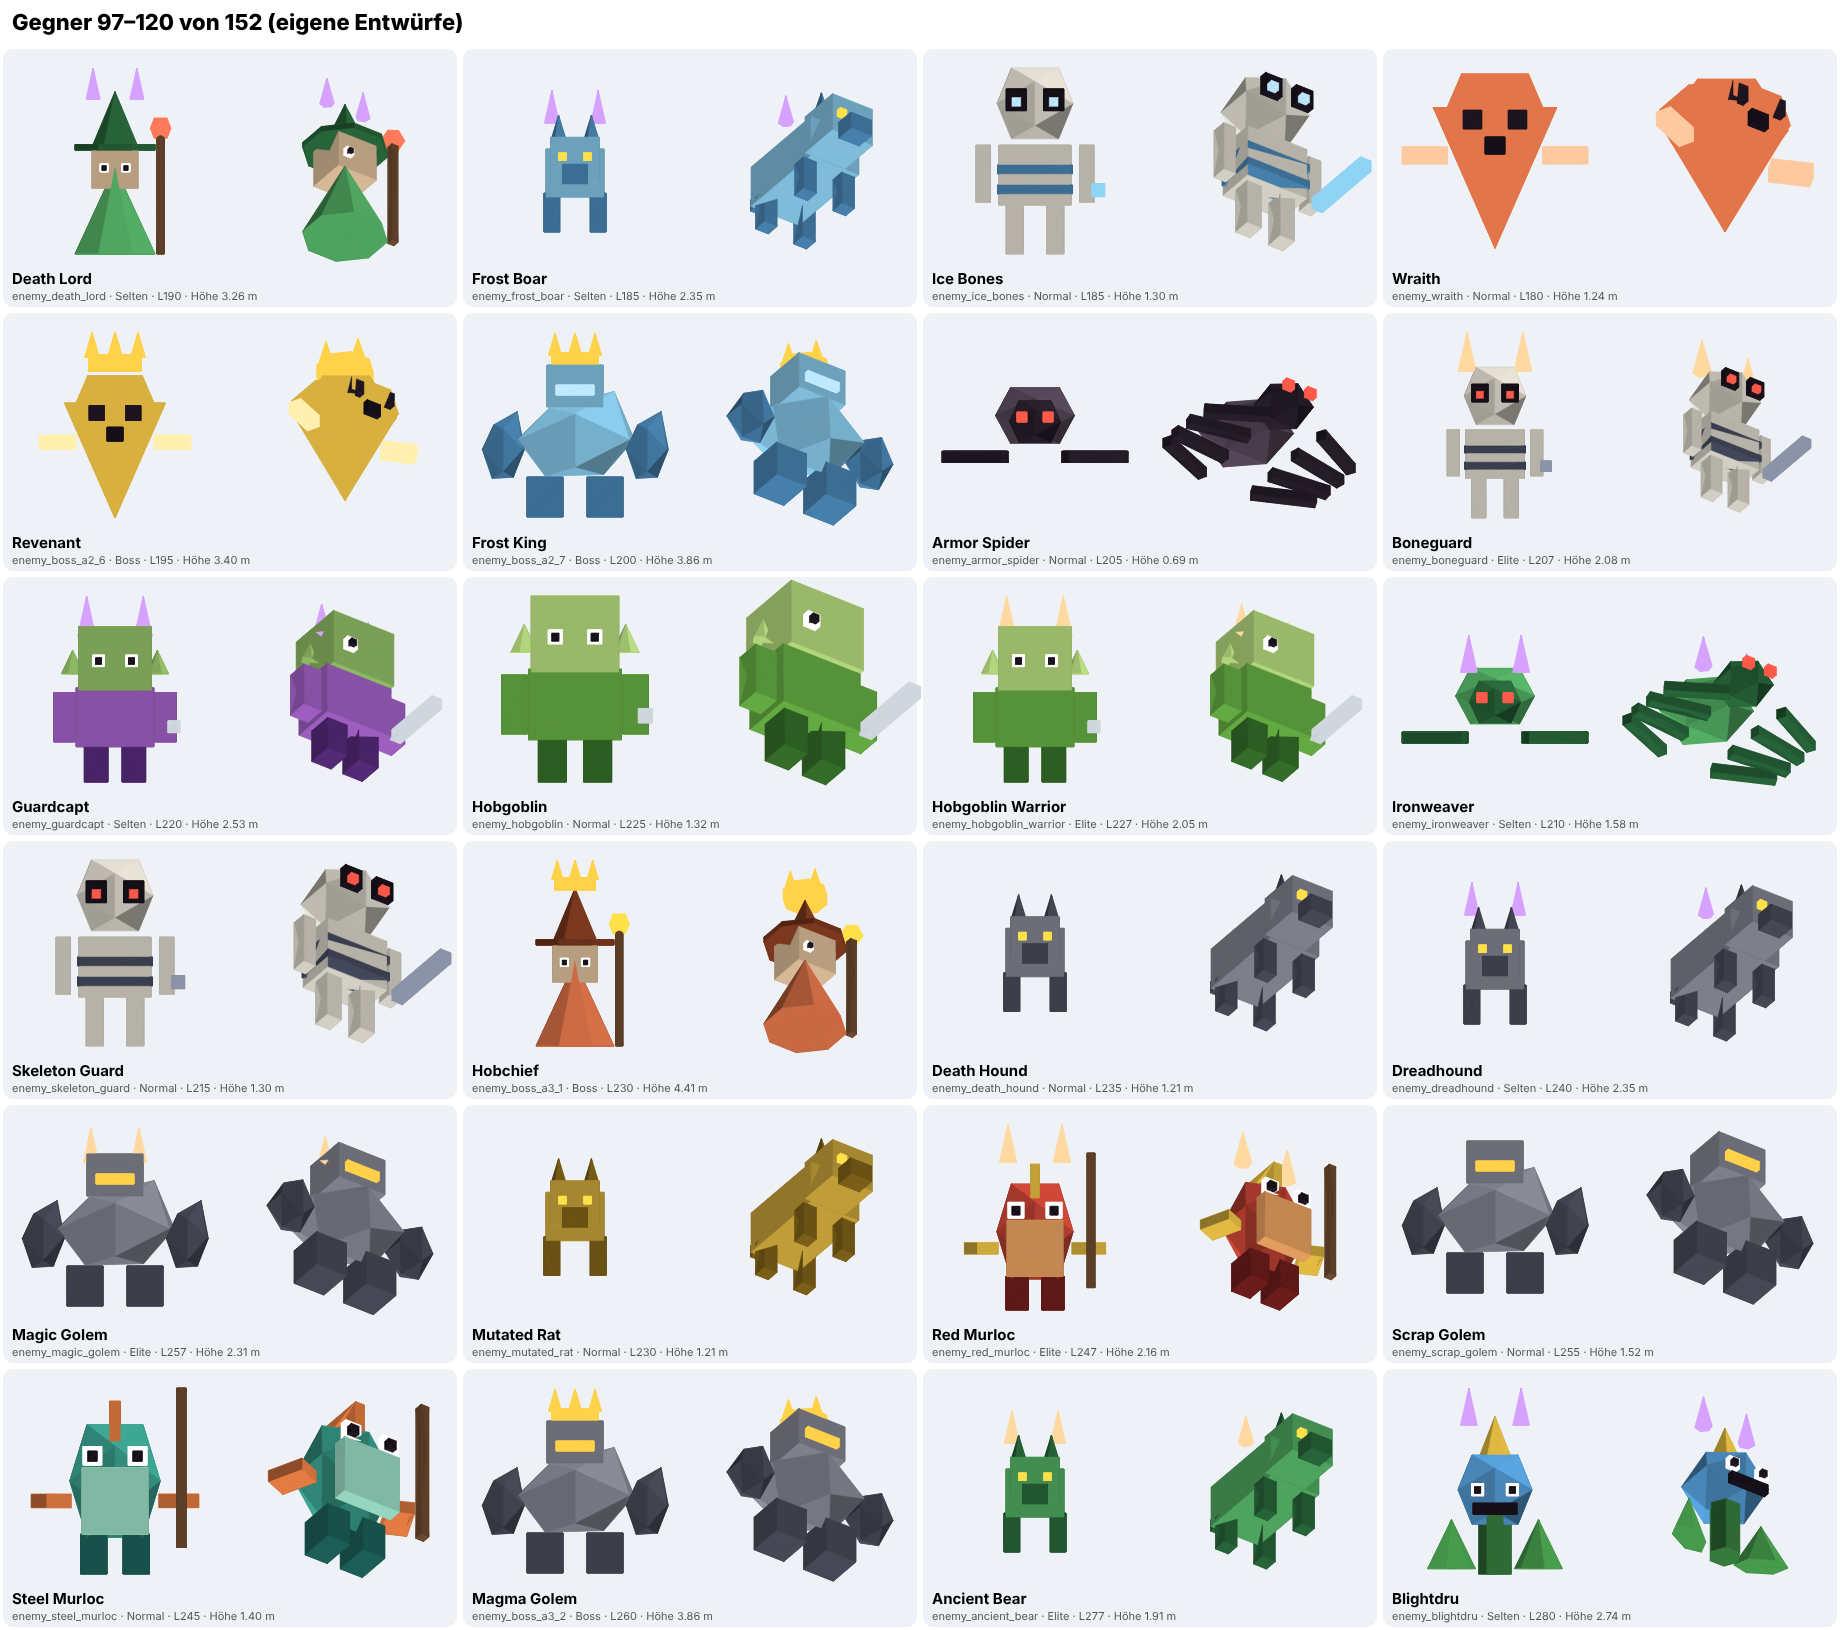 Gegner 97–120 von 152 (eigene Entwürfe)
Death Lord
enemy_death_lord · Selten · L190 · Höhe 3.26 m
Frost Boar
enemy_frost_boar · Selten · L185 · Höhe 2.35 m
Ice Bones
enemy_ice_bones · Normal · L185 · Höhe 1.30 m
Wraith
enemy_wraith · Normal · L180 · Höhe 1.24 m
Revenant
enemy_boss_a2_6 · Boss · L195 · Höhe 3.40 m
Frost King
enemy_boss_a2_7 · Boss · L200 · Höhe 3.86 m
Armor Spider
enemy_armor_spider · Normal · L205 · Höhe 0.69 m
Boneguard
enemy_boneguard · Elite · L207 · Höhe 2.08 m
Guardcapt
enemy_guardcapt · Selten · L220 · Höhe 2.53 m
Hobgoblin
enemy_hobgoblin · Normal · L225 · Höhe 1.32 m
Hobgoblin Warrior
enemy_hobgoblin_warrior · Elite · L227 · Höhe 2.05 m
Ironweaver
enemy_ironweaver · Selten · L210 · Höhe 1.58 m
Skeleton Guard
enemy_skeleton_guard · Normal · L215 · Höhe 1.30 m
Hobchief
enemy_boss_a3_1 · Boss · L230 · Höhe 4.41 m
Death Hound
enemy_death_hound · Normal · L235 · Höhe 1.21 m
Dreadhound
enemy_dreadhound · Selten · L240 · Höhe 2.35 m
Magic Golem
enemy_magic_golem · Elite · L257 · Höhe 2.31 m
Mutated Rat
enemy_mutated_rat · Normal · L230 · Höhe 1.21 m
Red Murloc
enemy_red_murloc · Elite · L247 · Höhe 2.16 m
Scrap Golem
enemy_scrap_golem · Normal · L255 · Höhe 1.52 m
Steel Murloc
enemy_steel_murloc · Normal · L245 · Höhe 1.40 m
Magma Golem
enemy_boss_a3_2 · Boss · L260 · Höhe 3.86 m
Ancient Bear
enemy_ancient_bear · Elite · L277 · Höhe 1.91 m
Blightdru
enemy_blightdru · Selten · L280 · Höhe 2.74 m